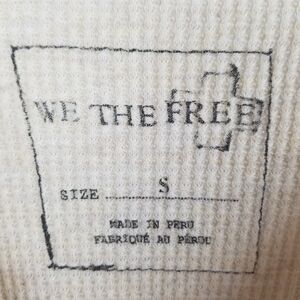 WE THE FREE
SIZE S
MADE IN PERU
FABRIQUÉ AU PÉROU